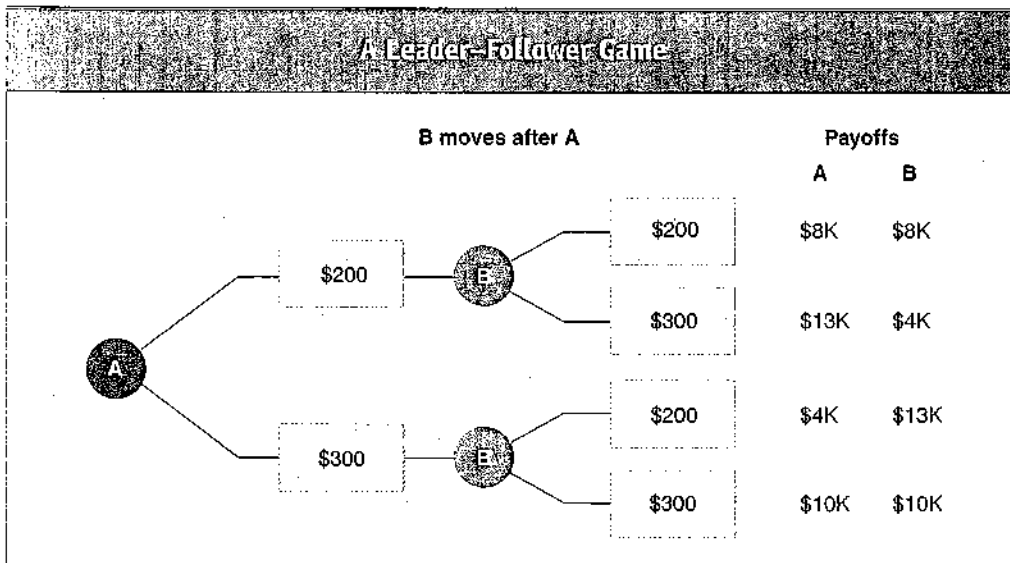 A Leader-Follower Game
B moves after A Payoffs
A B
$200 $8K $8K
$200 B
$300 $13K $4K
A
$200 $4K $13K
$300 B
$300 $10K $10K